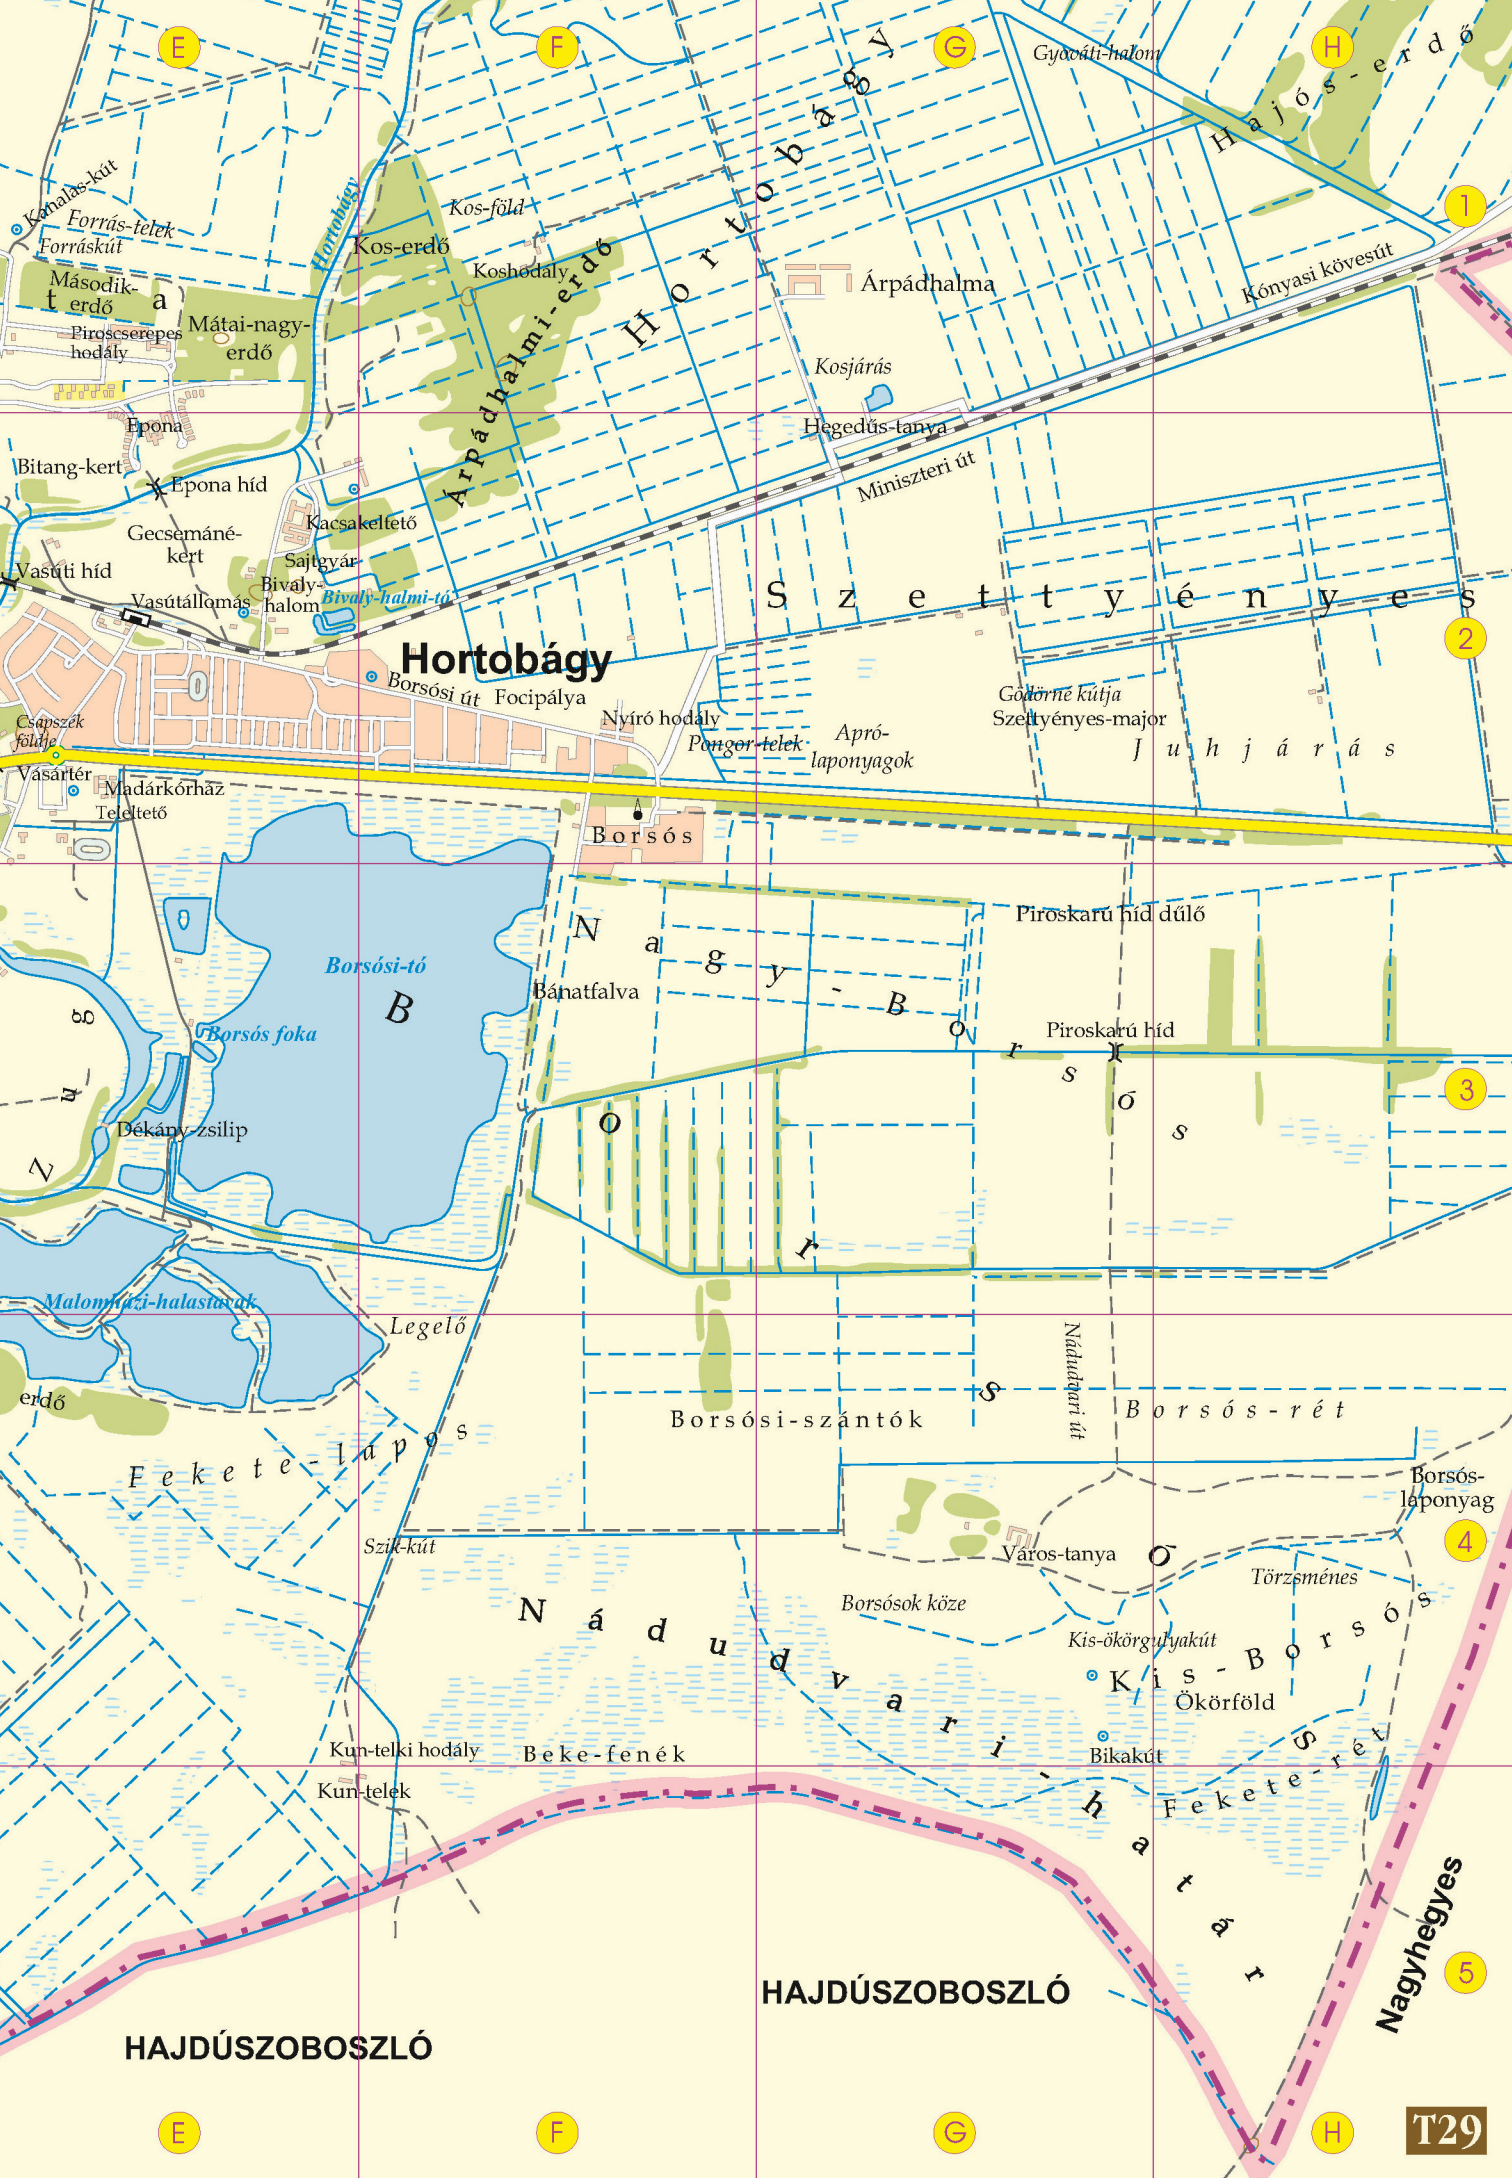 E
F
G
H
Gyováti-halom
Hajós-erdő
Hortobágy
Kanalas-kút
Forrás-telek
Forráskút
Hortobágy
Kos-föld
Kos-erdő
Koshodály
1
Második-
erdő
t a
Piroscserepes
hodály
Mátai-nagy-
erdő
Árpádhalmi-erdő
Árpádhalma
Kónyasi kövesút
Kosjárás
Epona
Hegedűs-tanya
Bitang-kert
Epona híd
Miniszteri út
Gecsemáné-
kert
Kacsakeltető
Sajtgyár
Vasúti híd
Bivaly-
halom
Bivaly-halmi-tó
Vasútállomás
Szettyényes
2
Hortobágy
Borsósi út
Focipálya
Nyíró hodály
Gödörné kútja
Szettyényes-major
Csapszék
földje
Pongor-telek
Apró-
laponyagok
Juhjárás
Vásártér
Madárkórház
Teleltető
Borsós
Piroskarú híd dűlő
Nagy-Borsós
Borsósi-tó
Bánatfalva
B
o
r
s
ó
s
Zug
Borsós foka
Piroskarú híd
3
Dékány-zsilip
Malomházi-halastavak
Legelő
Nádudvari út
erdő
Borsósi-szántók
Borsós-rét
Fekete-lapos
Borsós-
laponyag
Szik-kút
Város-tanya
4
Törzsménes
Borsósok köze
Nádudvari-határ
Kis-ökörgulyakút
Kis-Borsós
Ökörföld
Kun-telki hodály
Beke-fenék
Bikakút
Kun-telek
Fekete-rét
Nagyhegyes
5
HAJDÚSZOBOSZLÓ
HAJDÚSZOBOSZLÓ
E
F
G
H
T29